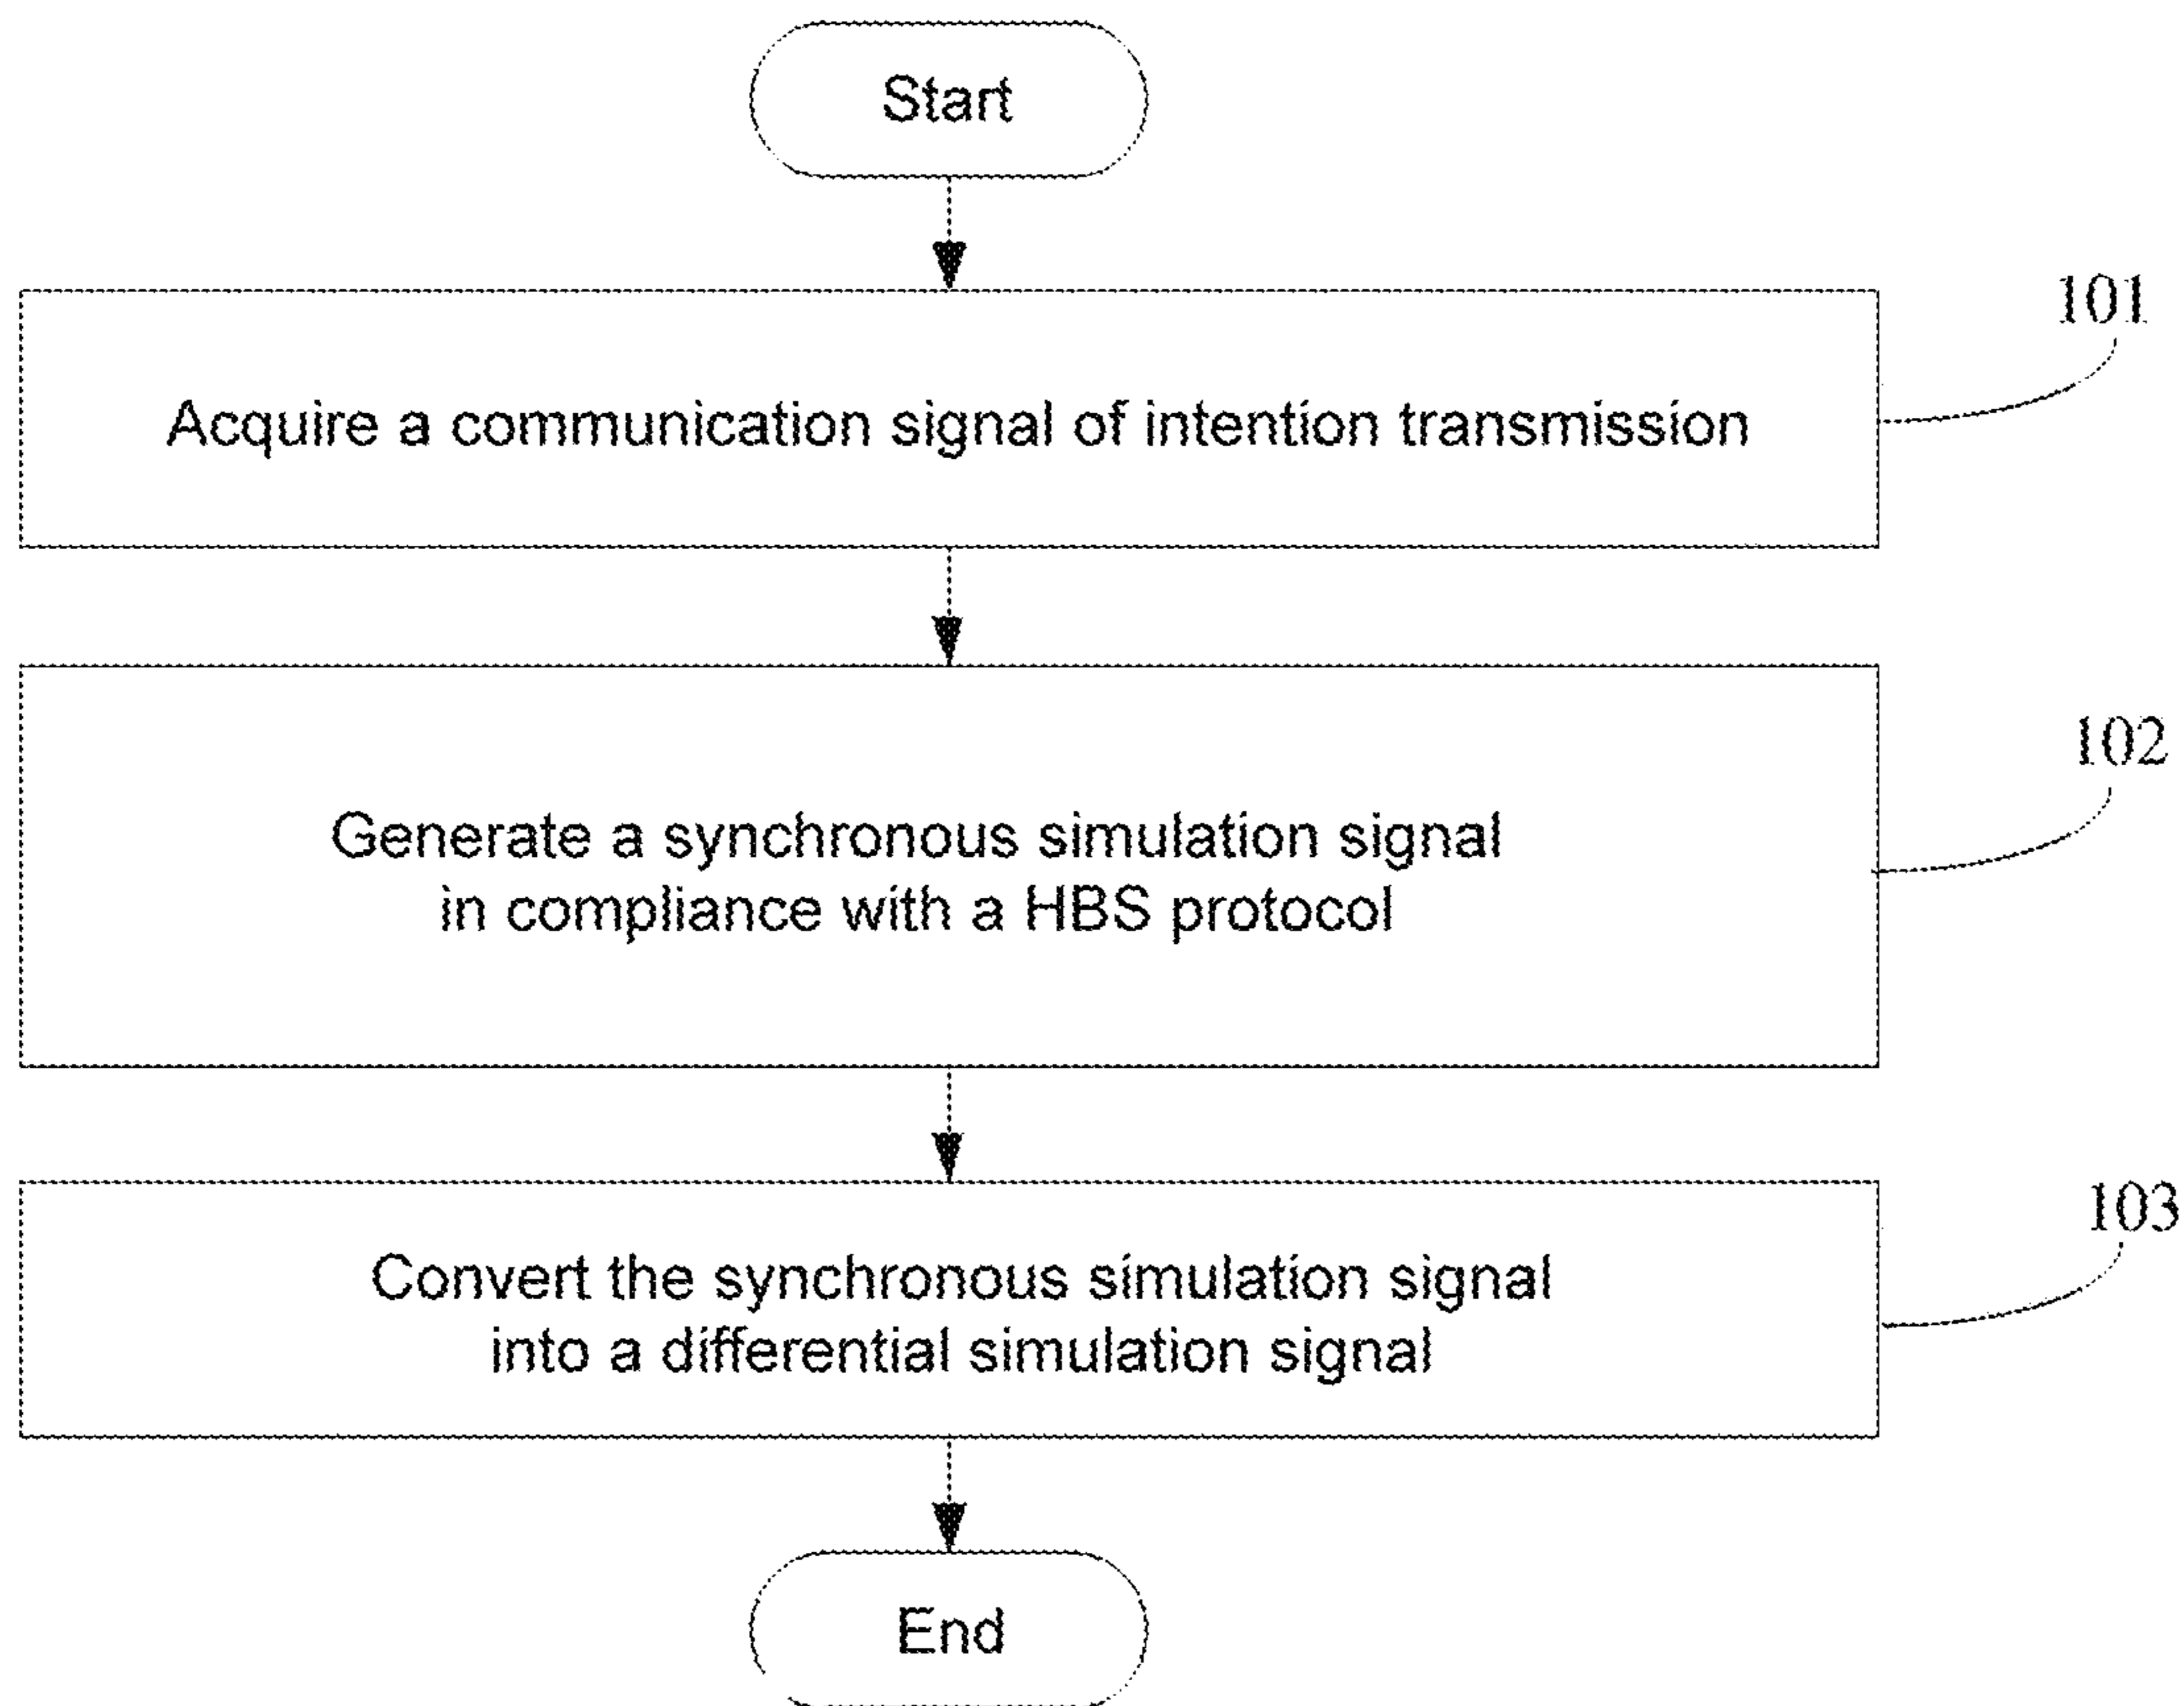 Start
101
Acquire a communication signal of intention transmission
102
Generate a synchronous simulation signal
in compliance with a HBS protocol
103
Convert the synchronous simulation signal
into a differential simulation signal
End